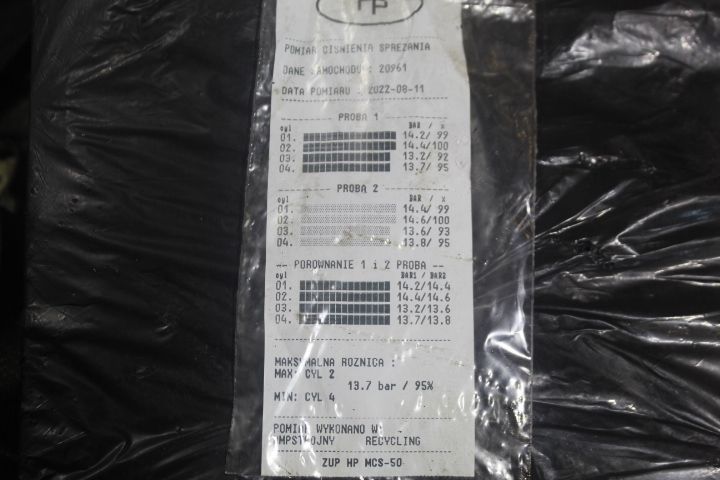 HP
POMIAR CIŚNIENIA SPRĘŻANIA
DANE SAMOCHODU : 20961
DATA POMIARU : 2022-08-11
PROBA 1
cyl BAR / %
01. 14.2/ 99
02. 14.4/100
03. 13.2/ 92
04. 13.7/ 95
PROBA 2
cyl BAR / %
01. 14.4/ 99
02. 14.6/100
03. 13.6/ 93
04. 13.8/ 95
-- POROWNANIE 1 i 2 PROBA --
cyl BAR1 / BAR2
01. 14.2/14.4
02. 14.4/14.6
03. 13.2/13.6
04. 13.7/13.8
MAKSYMALNA ROZNICA :
MAX: CYL 2
13.7 bar / 95%
MIN: CYL 4
POMIAR WYKONANO W:
RECYCLING
ZUP HP MCS-50